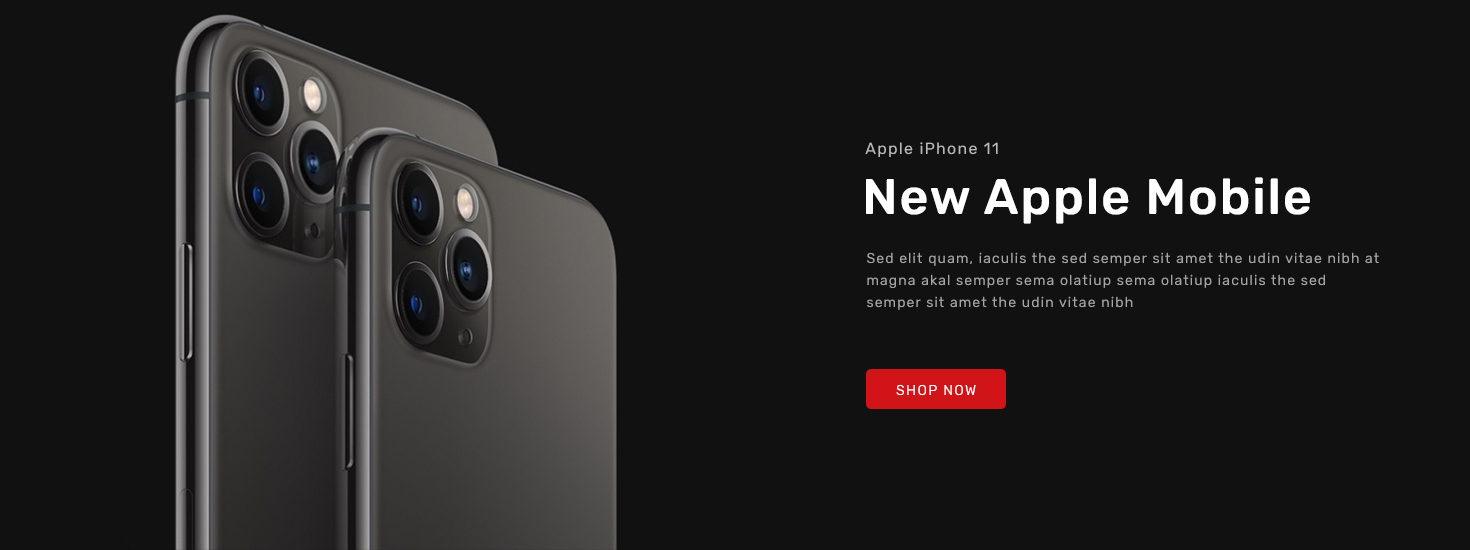 Apple iPhone 11
New Apple Mobile
Sed elit quam, iaculis the sed semper sit amet the udin vitae nibh at
magna akal semper sema olatiup sema olatiup iaculis the sed
semper sit amet the udin vitae nibh
SHOP NOW